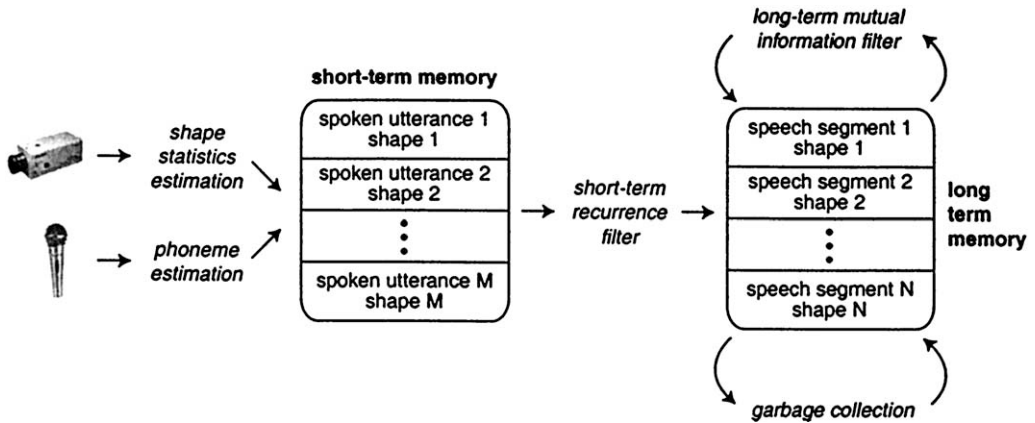 long-term mutual
information filter
short-term memory
spoken utterance 1
shape 1
spoken utterance 2
shape 2
spoken utterance M
shape M
shape
statistics
estimation
phoneme
estimation
short-term
recurrence
filter
speech segment 1
shape 1
speech segment 2
shape 2
speech segment N
shape N
long
term
memory
garbage collection